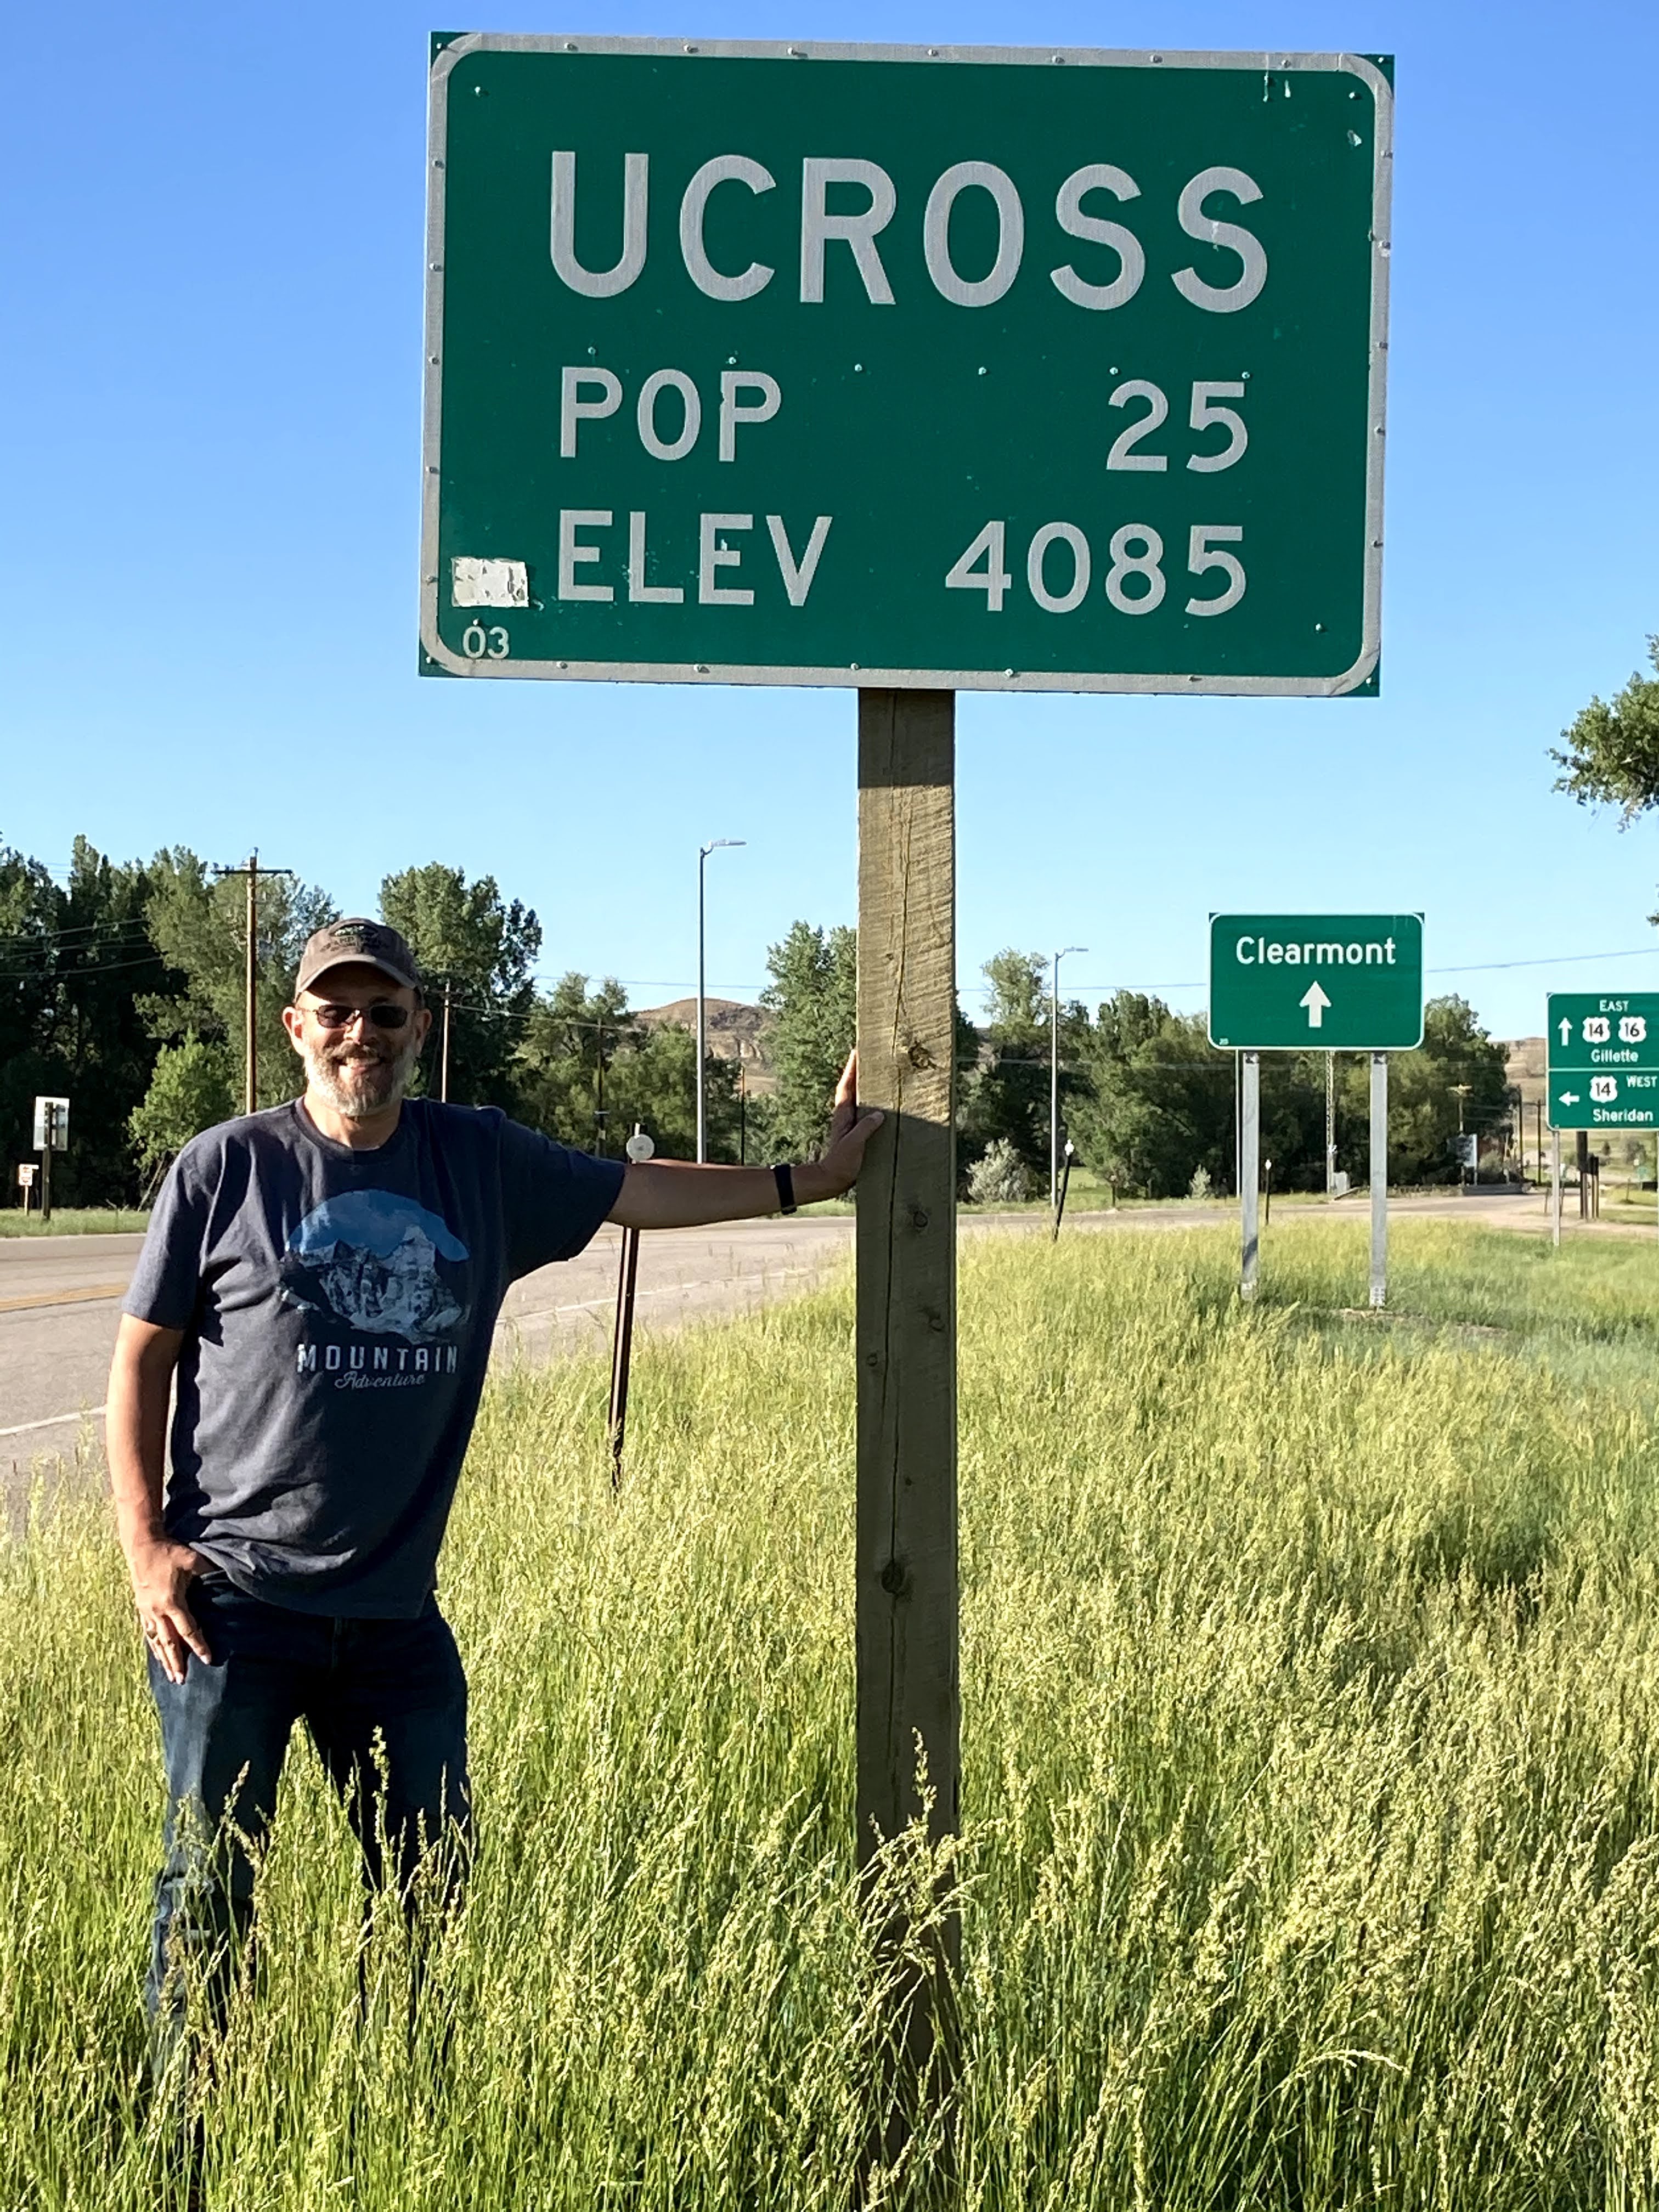 UCROSS
POP 25
ELEV 4085
03
Clearmont
EAST
14 16
Gillette
14 WEST
Sheridan
MOUNTAIN
Adventure